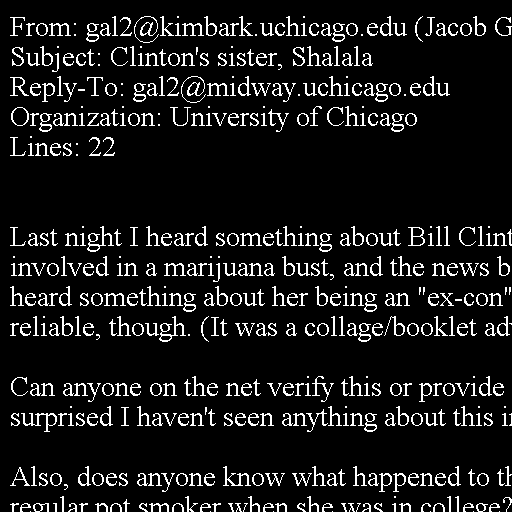 From: gal2@kimbark.uchicago.edu (Jacob G
Subject: Clinton's sister, Shalala
Reply-To: gal2@midway.uchicago.edu
Organization: University of Chicago
Lines: 22
Last night I heard something about Bill Clint
involved in a marijuana bust, and the news b
heard something about her being an "ex-con"
reliable, though. (It was a collage/booklet ad
Can anyone on the net verify this or provide
surprised I haven't seen anything about this i
Also, does anyone know what happened to th
regular pot smoker when she was in college?